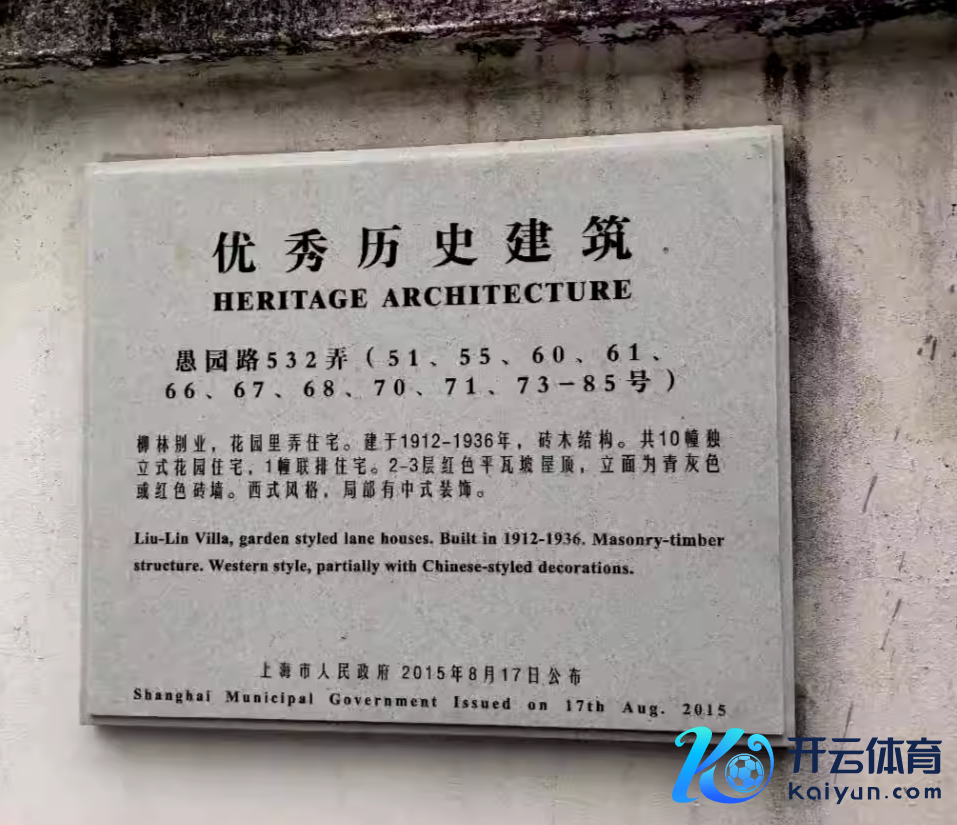 优秀历史建筑
HERITAGE ARCHITECTURE
愚园路532弄（51、55、60、61、
66、67、68、70、71、73－85号）
柳林别业，花园里弄住宅。建于1912-1936年，砖木结构。共10幢独
立式花园住宅，1幢联排住宅。2-3层红色平瓦坡屋顶，立面为青灰色
或红色砖墙。西式风格，局部有中式装饰。
Liu-Lin Villa, garden styled lane houses. Built in 1912-1936. Masonry-timber
structure. Western style, partially with Chinese-styled decorations.
上海市人民政府 2015年8月17日公布
Shanghai Municipal Government Issued on 17th Aug. 2015
开云体育
kaiyun.com